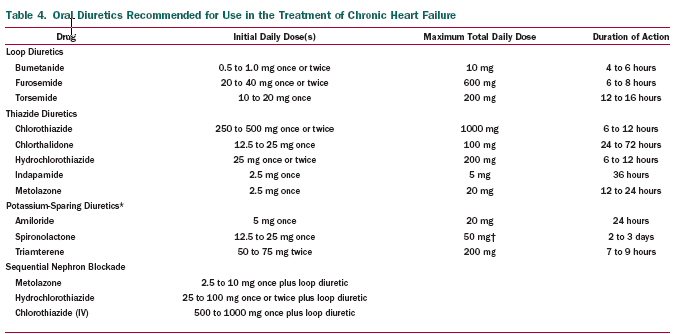 Table 4. Oral Diuretics Recommended for Use in the Treatment of Chronic Heart Failure
Drug Initial Daily Dose(s) Maximum Total Daily Dose Duration of Action
Loop Diuretics
Bumetanide 0.5 to 1.0 mg once or twice 10 mg 4 to 6 hours
Furosemide 20 to 40 mg once or twice 600 mg 6 to 8 hours
Torsemide 10 to 20 mg once 200 mg 12 to 16 hours
Thiazide Diuretics
Chlorothiazide 250 to 500 mg once or twice 1000 mg 6 to 12 hours
Chlorthalidone 12.5 to 25 mg once 100 mg 24 to 72 hours
Hydrochlorothiazide 25 mg once or twice 200 mg 6 to 12 hours
Indapamide 2.5 mg once 5 mg 36 hours
Metolazone 2.5 mg once 20 mg 12 to 24 hours
Potassium-Sparing Diuretics*
Amiloride 5 mg once 20 mg 24 hours
Spironolactone 12.5 to 25 mg once 50 mg† 2 to 3 days
Triamterene 50 to 75 mg twice 200 mg 7 to 9 hours
Sequential Nephron Blockade
Metolazone 2.5 to 10 mg once plus loop diuretic
Hydrochlorothiazide 25 to 100 mg once or twice plus loop diuretic
Chlorothiazide (IV) 500 to 1000 mg once plus loop diuretic